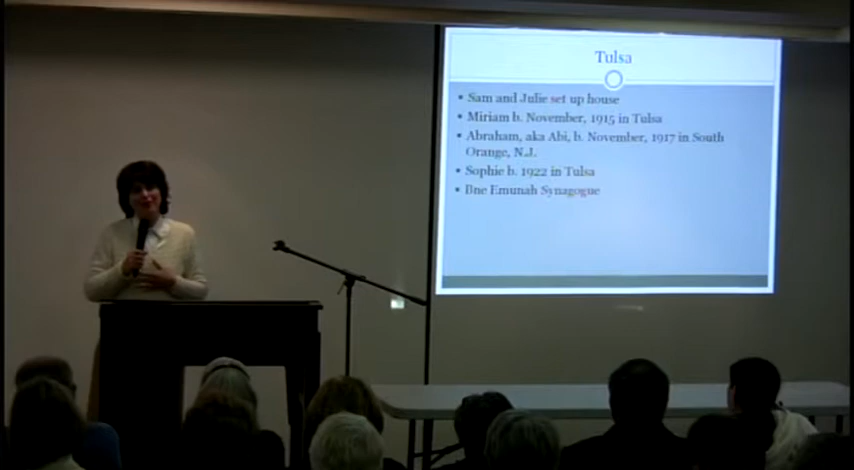 Tulsa
• Sam and Julie set up house
• Miriam b. November, 1915 in Tulsa
• Abraham, aka Abi, b. November, 1917 in South
Orange, N.J.
• Sophie b. 1922 in Tulsa
• Bne Emunah Synagogue